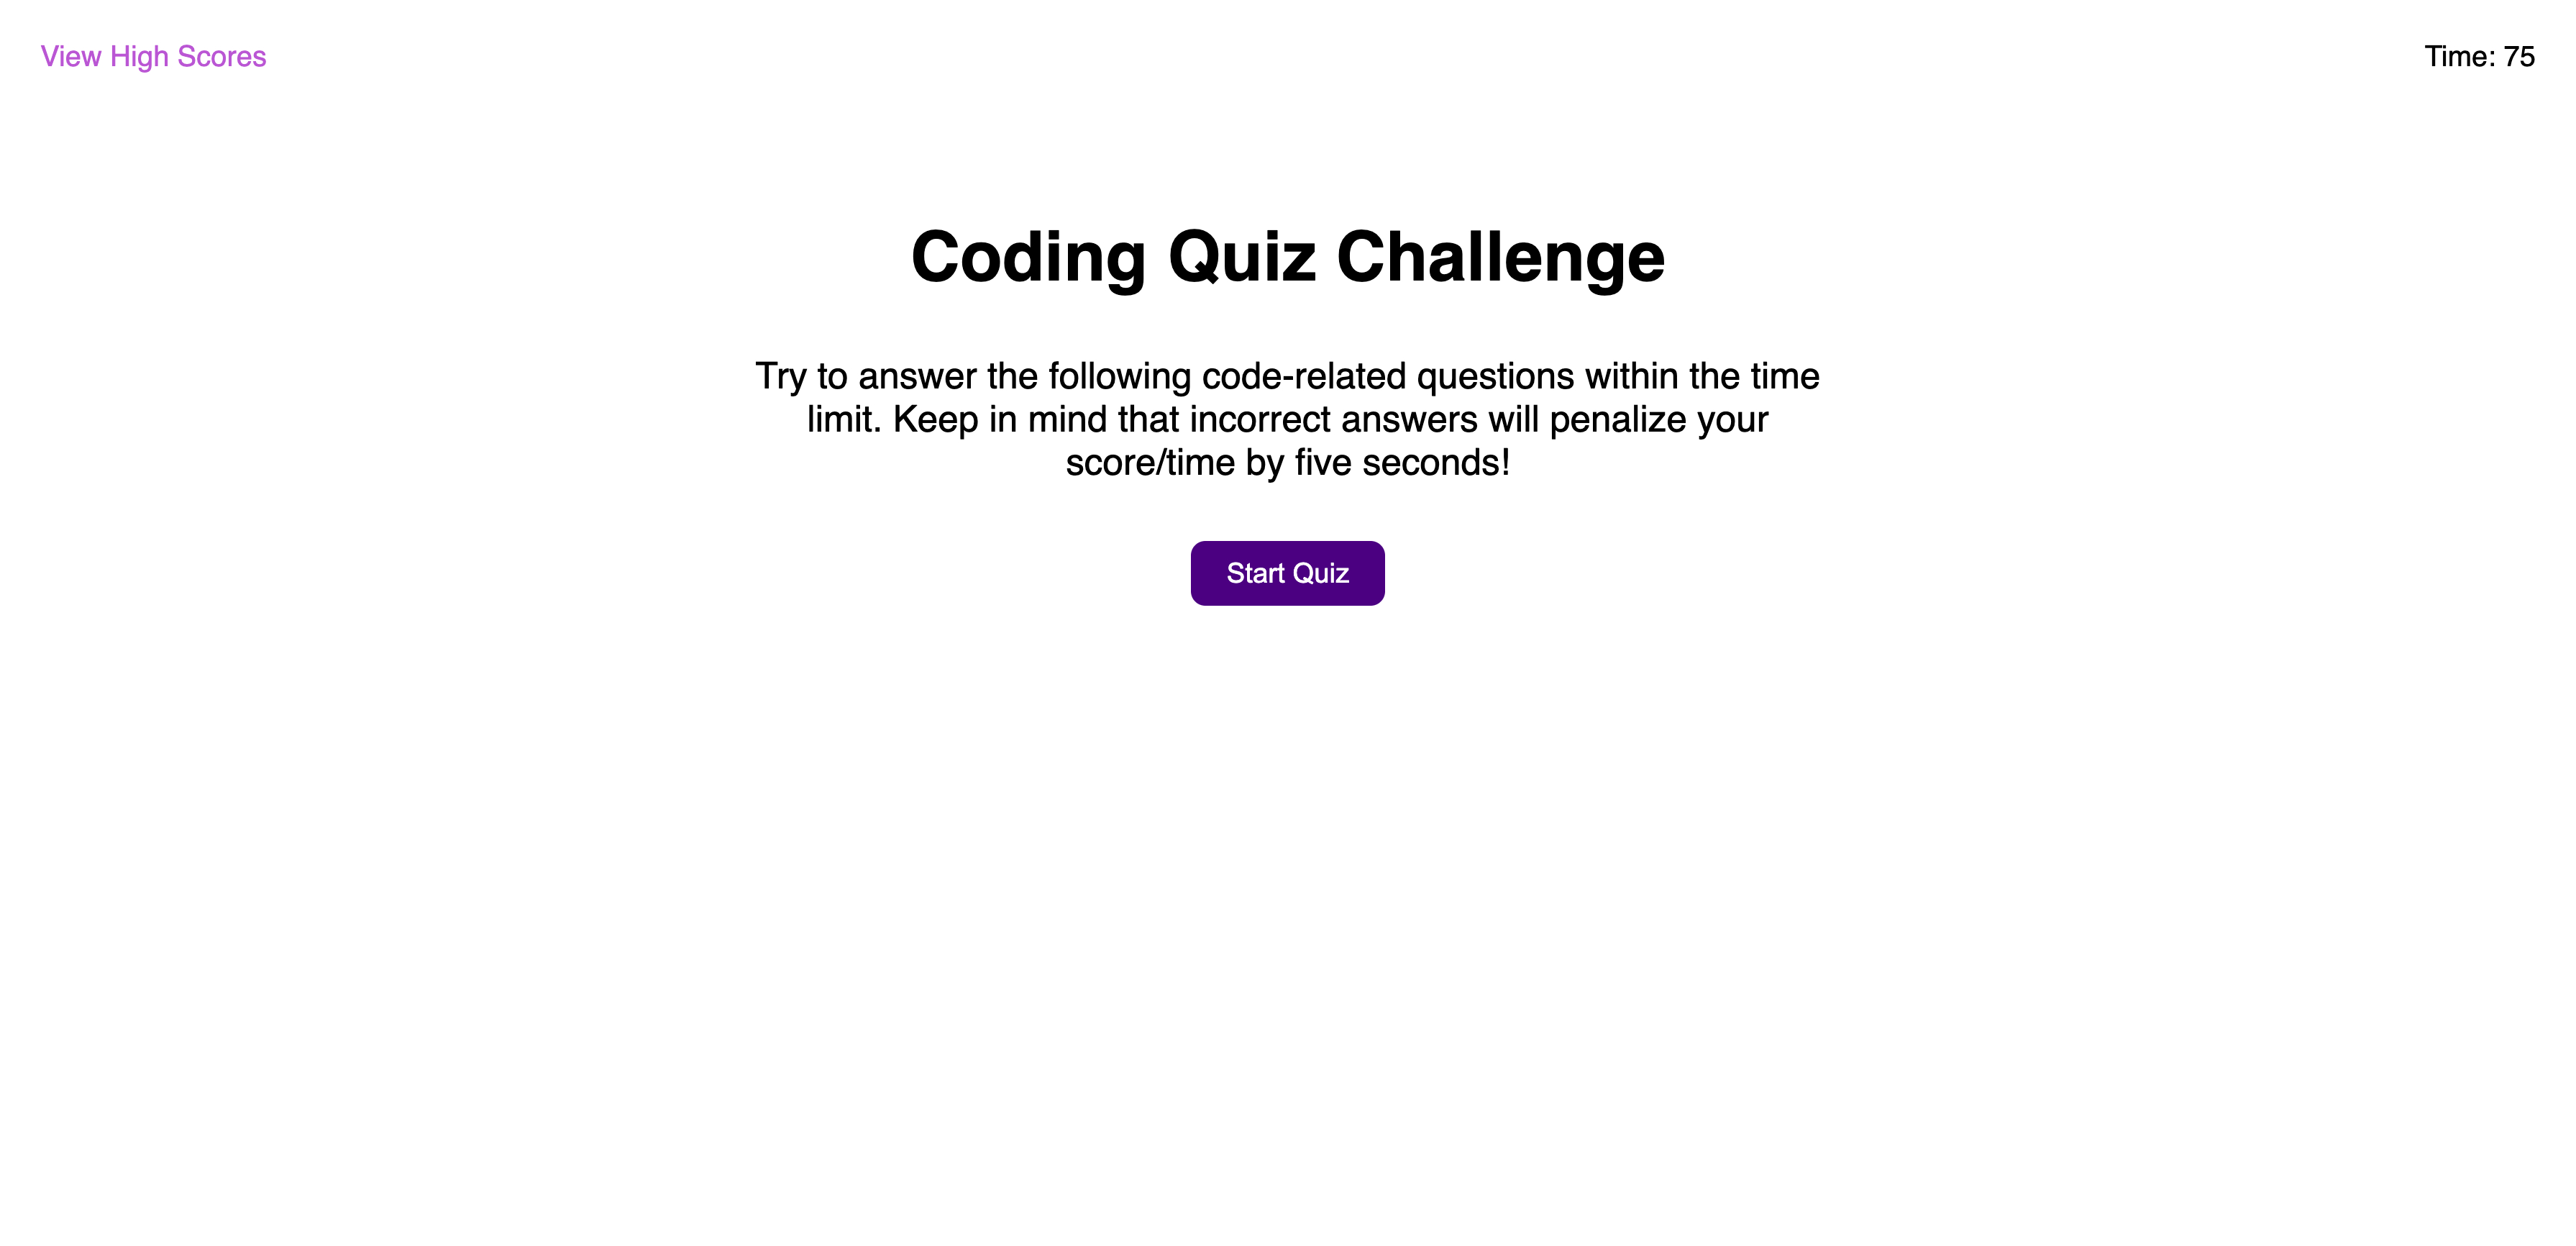 View High Scores
Time: 75
Coding Quiz Challenge
Try to answer the following code-related questions within the time
limit. Keep in mind that incorrect answers will penalize your
score/time by five seconds!
Start Quiz